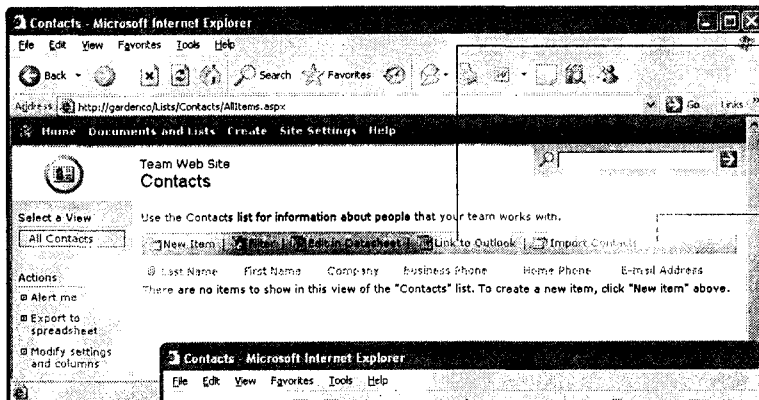 Contacts - Microsoft Internet Explorer
File Edit View Favorites Tools Help
Back Search Favorites
Address http://gardenco/Lists/Contacts/AllItems.aspx Go Links »
Home Documents and Lists Create Site Settings Help
Team Web Site
Contacts
Select a View
All Contacts
Use the Contacts list for information about people that your team works with.
New Item | Filter | Edit in Datasheet | Link to Outlook | Import Contacts
Last Name First Name Company Business Phone Home Phone E-mail Address
There are no items to show in this view of the "Contacts" list. To create a new item, click "New item" above.
Actions
Alert me
Export to
spreadsheet
Modify settings
and columns
Contacts - Microsoft Internet Explorer
File Edit View Favorites Tools Help